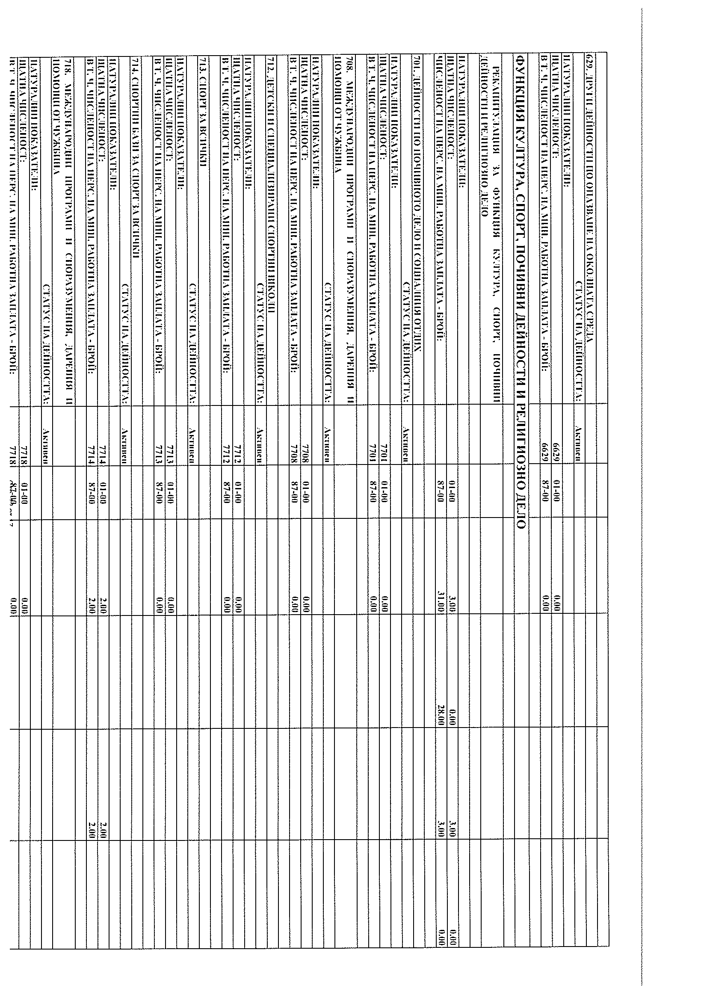 629. ДРУГИ ДЕЙНОСТИ ПО ОПАЗВАНЕ НА ОКОЛНАТА СРЕДА
СТАТУС НА ДЕЙНОСТТА: Активен
НАТУРАЛНИ ПОКАЗАТЕЛИ:
ЩАТНА ЧИСЛЕНОСТ: 6629 01-00 0.00
В Т. Ч. ЧИСЛЕНОСТ НА ПЕРС. НА МИН. РАБОТНА ЗАПЛАТА - БРОЙ: 6629 87-00 0.00
ФУНКЦИЯ КУЛТУРА, СПОРТ, ПОЧИВНИ ДЕЙНОСТИ И РЕЛИГИОЗНО ДЕЛО
РЕКАПИТУЛАЦИЯ ЗА ФУНКЦИЯ КУЛТУРА, СПОРТ, ПОЧИВНИ
ДЕЙНОСТИ И РЕЛИГИОЗНО ДЕЛО
НАТУРАЛНИ ПОКАЗАТЕЛИ:
ЩАТНА ЧИСЛЕНОСТ: 01-00 3.00 0.00 3.00 0.00
ЧИСЛЕНОСТ НА ПЕРС. НА МИН. РАБОТНА ЗАПЛАТА - БРОЙ: 87-00 31.00 28.00 3.00 0.00
701. ДЕЙНОСТИ ПО ПОЧИВНОТО ДЕЛО И СОЦИАЛНИЯ ОТДИХ
СТАТУС НА ДЕЙНОСТТА: Активен
НАТУРАЛНИ ПОКАЗАТЕЛИ:
ЩАТНА ЧИСЛЕНОСТ: 7701 01-00 0.00
В Т. Ч. ЧИСЛЕНОСТ НА ПЕРС. НА МИН. РАБОТНА ЗАПЛАТА - БРОЙ: 7701 87-00 0.00
708. МЕЖДУНАРОДНИ ПРОГРАМИ И СПОРАЗУМЕНИЯ, ДАРЕНИЯ И
ПОМОЩИ ОТ ЧУЖБИНА
СТАТУС НА ДЕЙНОСТТА: Активен
НАТУРАЛНИ ПОКАЗАТЕЛИ:
ЩАТНА ЧИСЛЕНОСТ: 7708 01-00 0.00
В Т. Ч. ЧИСЛЕНОСТ НА ПЕРС. НА МИН. РАБОТНА ЗАПЛАТА - БРОЙ: 7708 87-00 0.00
712. ДЕТСКИ И СПЕЦИАЛИЗИРАНИ СПОРТНИ ШКОЛИ
СТАТУС НА ДЕЙНОСТТА: Активен
НАТУРАЛНИ ПОКАЗАТЕЛИ:
ЩАТНА ЧИСЛЕНОСТ: 7712 01-00 0.00
В Т. Ч. ЧИСЛЕНОСТ НА ПЕРС. НА МИН. РАБОТНА ЗАПЛАТА - БРОЙ: 7712 87-00 0.00
713. СПОРТ ЗА ВСИЧКИ
СТАТУС НА ДЕЙНОСТТА: Активен
НАТУРАЛНИ ПОКАЗАТЕЛИ:
ЩАТНА ЧИСЛЕНОСТ: 7713 01-00 0.00
В Т. Ч. ЧИСЛЕНОСТ НА ПЕРС. НА МИН. РАБОТНА ЗАПЛАТА - БРОЙ: 7713 87-00 0.00
714. СПОРТНИ БАЗИ ЗА СПОРТ ЗА ВСИЧКИ
СТАТУС НА ДЕЙНОСТТА: Активен
НАТУРАЛНИ ПОКАЗАТЕЛИ:
ЩАТНА ЧИСЛЕНОСТ: 7714 01-00 2.00 2.00
В Т. Ч. ЧИСЛЕНОСТ НА ПЕРС. НА МИН. РАБОТНА ЗАПЛАТА - БРОЙ: 7714 87-00 2.00 2.00
718. МЕЖДУНАРОДНИ ПРОГРАМИ И СПОРАЗУМЕНИЯ, ДАРЕНИЯ И
ПОМОЩИ ОТ ЧУЖБИНА
СТАТУС НА ДЕЙНОСТТА: Активен
НАТУРАЛНИ ПОКАЗАТЕЛИ:
ЩАТНА ЧИСЛЕНОСТ: 7718 01-00 0.00
В Т. Ч. ЧИСЛЕНОСТ НА ПЕРС. НА МИН. РАБОТНА ЗАПЛАТА - БРОЙ: 7718 87-00 0.00